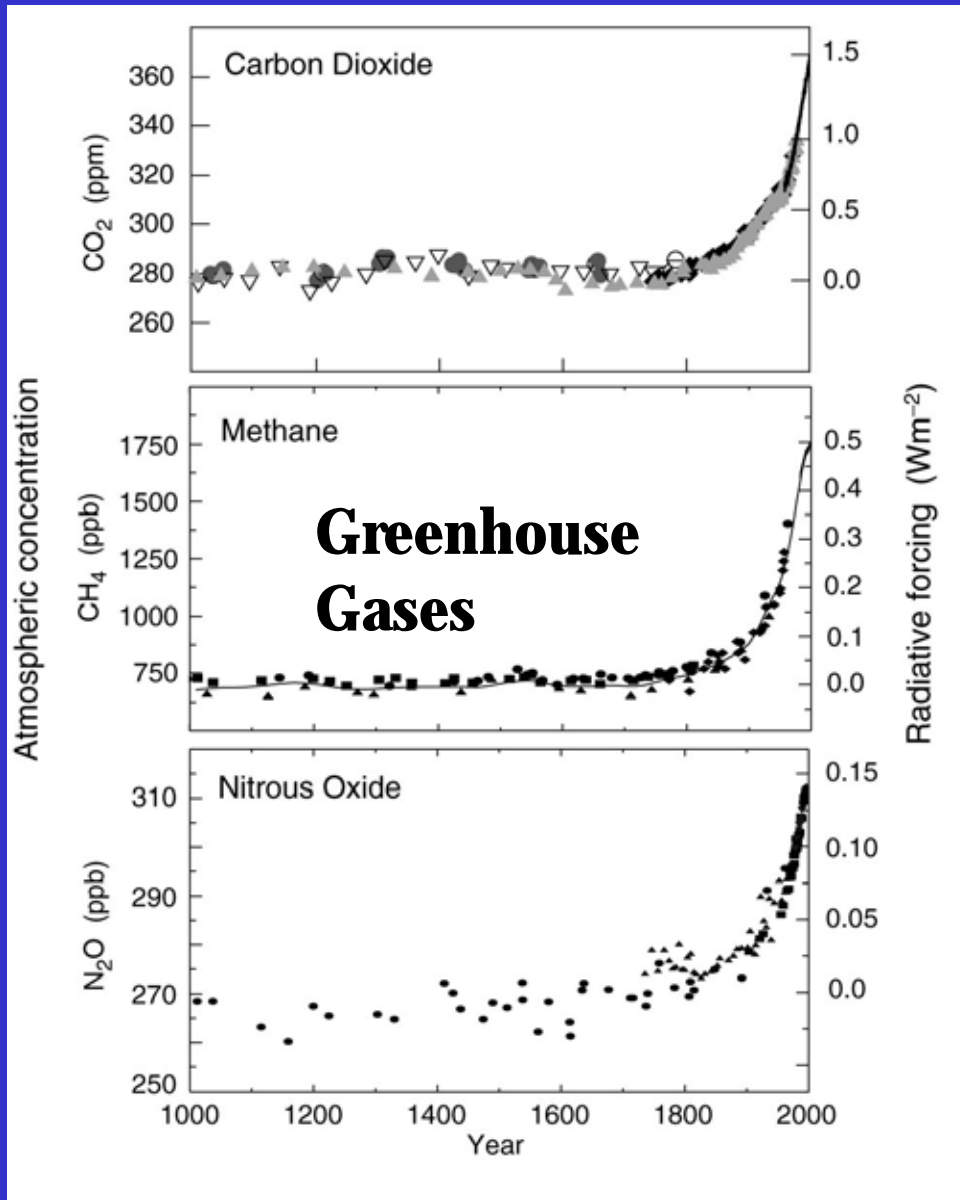 Carbon Dioxide
CO₂ (ppm)
360
340
320
300
280
260
1.5
1.0
0.5
0.0
Atmospheric concentration
Methane
CH₄ (ppb)
1750
1500
1250
1000
750
Greenhouse
Gases
0.5
0.4
0.3
0.2
0.1
0.0
Radiative forcing (Wm⁻²)
Nitrous Oxide
N₂O (ppb)
310
290
270
250
0.15
0.10
0.05
0.0
1000 1200 1400 1600 1800 2000
Year